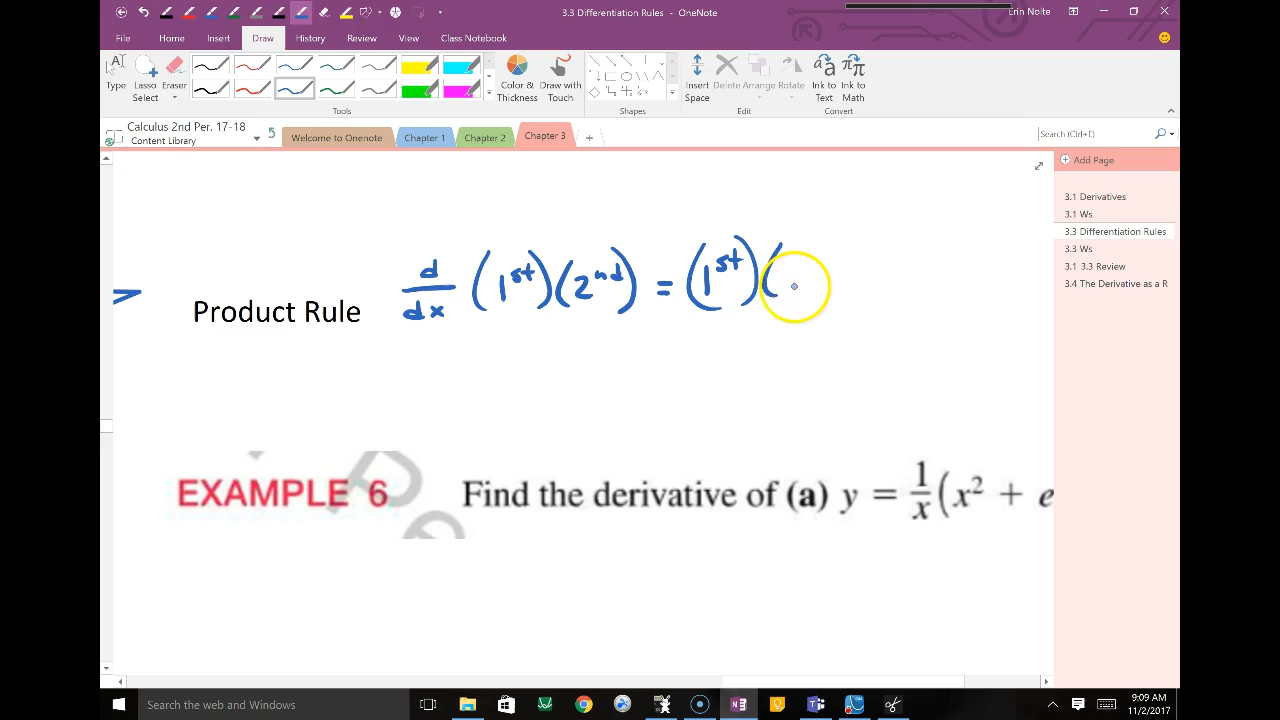 3.3 Differentiation Rules - OneNote
Erin Nolte
File Home Insert Draw History Review View Class Notebook
Type Lasso Select Eraser Color & Thickness Draw with Touch Insert Space Delete Arrange Rotate Ink to Text Ink to Math
Tools Shapes Edit Convert
Calculus 2nd Per. 17-18
Content Library
Welcome to Onenote Chapter 1 Chapter 2 Chapter 3 +
Search (Ctrl+E)
Add Page
3.1 Derivatives
3.1 Ws
3.3 Differentiation Rules
3.3 Ws
3.1 3.3 Review
3.4 The Derivative as a R
Product Rule d/dx (1st)(2nd) = (1st)(
EXAMPLE 6 Find the derivative of (a) y = 1/x (x² + e
Search the web and Windows
9:09 AM
11/2/2017